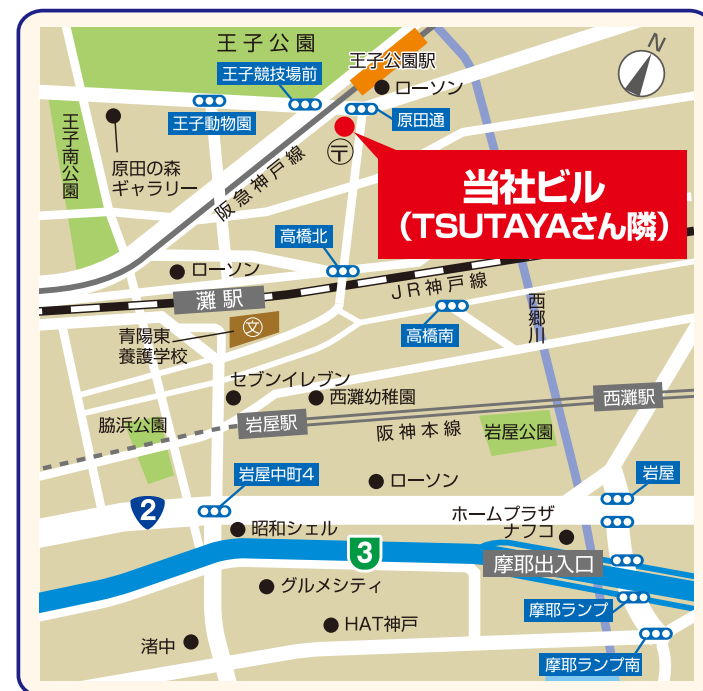 王子公園
N
王子公園駅
王子競技場前
ローソン
王子動物園
原田通
王子南公園
原田の森
ギャラリー
〒
阪急神戸線
当社ビル
(TSUTAYAさん隣)
高橋北
ローソン
JR神戸線
灘駅
西郷川
文
高橋南
青陽東
養護学校
セブンイレブン
西灘幼稚園
西灘駅
脇浜公園
岩屋駅
阪神本線
岩屋公園
岩屋中町4
ローソン
岩屋
2
ホームプラザ
ナフコ
昭和シェル
3
摩耶出入口
グルメシティ
摩耶ランプ
HAT神戸
渚中
摩耶ランプ南